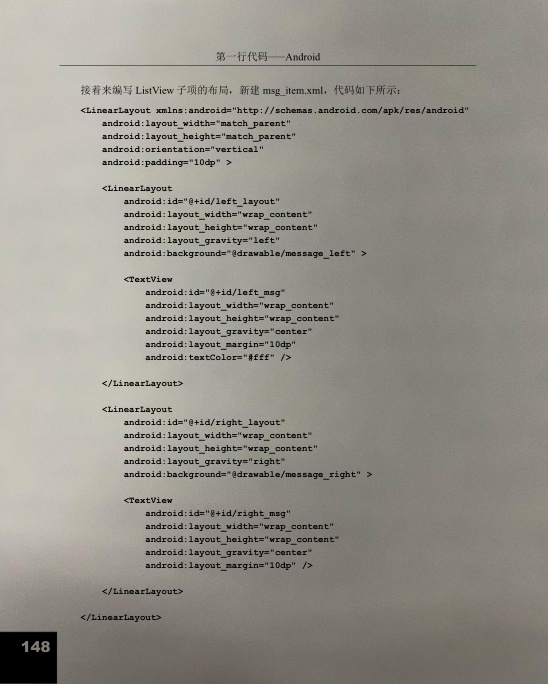 第一行代码——Android
接着来编写 ListView 子项的布局，新建 msg_item.xml，代码如下所示：
<LinearLayout xmlns:android="http://schemas.android.com/apk/res/android"
    android:layout_width="match_parent"
    android:layout_height="match_parent"
    android:orientation="vertical"
    android:padding="10dp" >
    <LinearLayout
        android:id="@+id/left_layout"
        android:layout_width="wrap_content"
        android:layout_height="wrap_content"
        android:layout_gravity="left"
        android:background="@drawable/message_left" >
        <TextView
            android:id="@+id/left_msg"
            android:layout_width="wrap_content"
            android:layout_height="wrap_content"
            android:layout_gravity="center"
            android:layout_margin="10dp"
            android:textColor="#fff" />
    </LinearLayout>
    <LinearLayout
        android:id="@+id/right_layout"
        android:layout_width="wrap_content"
        android:layout_height="wrap_content"
        android:layout_gravity="right"
        android:background="@drawable/message_right" >
        <TextView
            android:id="@+id/right_msg"
            android:layout_width="wrap_content"
            android:layout_height="wrap_content"
            android:layout_gravity="center"
            android:layout_margin="10dp" />
    </LinearLayout>
</LinearLayout>
148